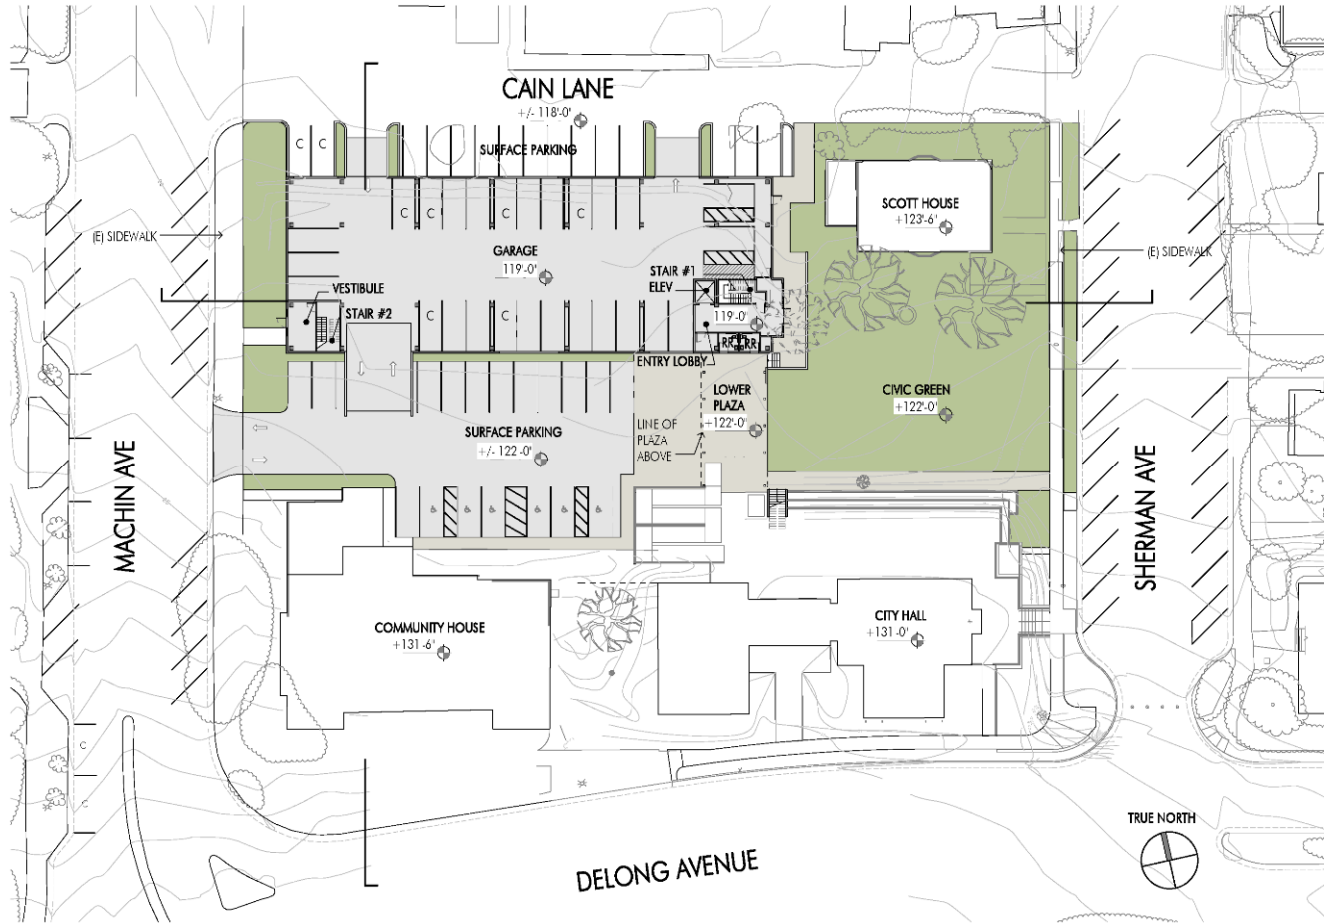 CAIN LANE
+/- 118'-0"
C C
SURFACE PARKING
C C C C
SCOTT HOUSE
+123'-6"
(E) SIDEWALK
(E) SIDEWALK
GARAGE
119'-0"
STAIR #1
ELEV
VESTIBULE
STAIR #2
C C
119'-0"
RR RR
ENTRY LOBBY
LOWER
PLAZA
+122'-0"
CIVIC GREEN
+122'-0"
LINE OF
PLAZA
ABOVE
SURFACE PARKING
+/- 122 -0"
MACHIN AVE
SHERMAN AVE
COMMUNITY HOUSE
+131 -6"
CITY HALL
+131-0"
C
C
TRUE NORTH
DELONG AVENUE